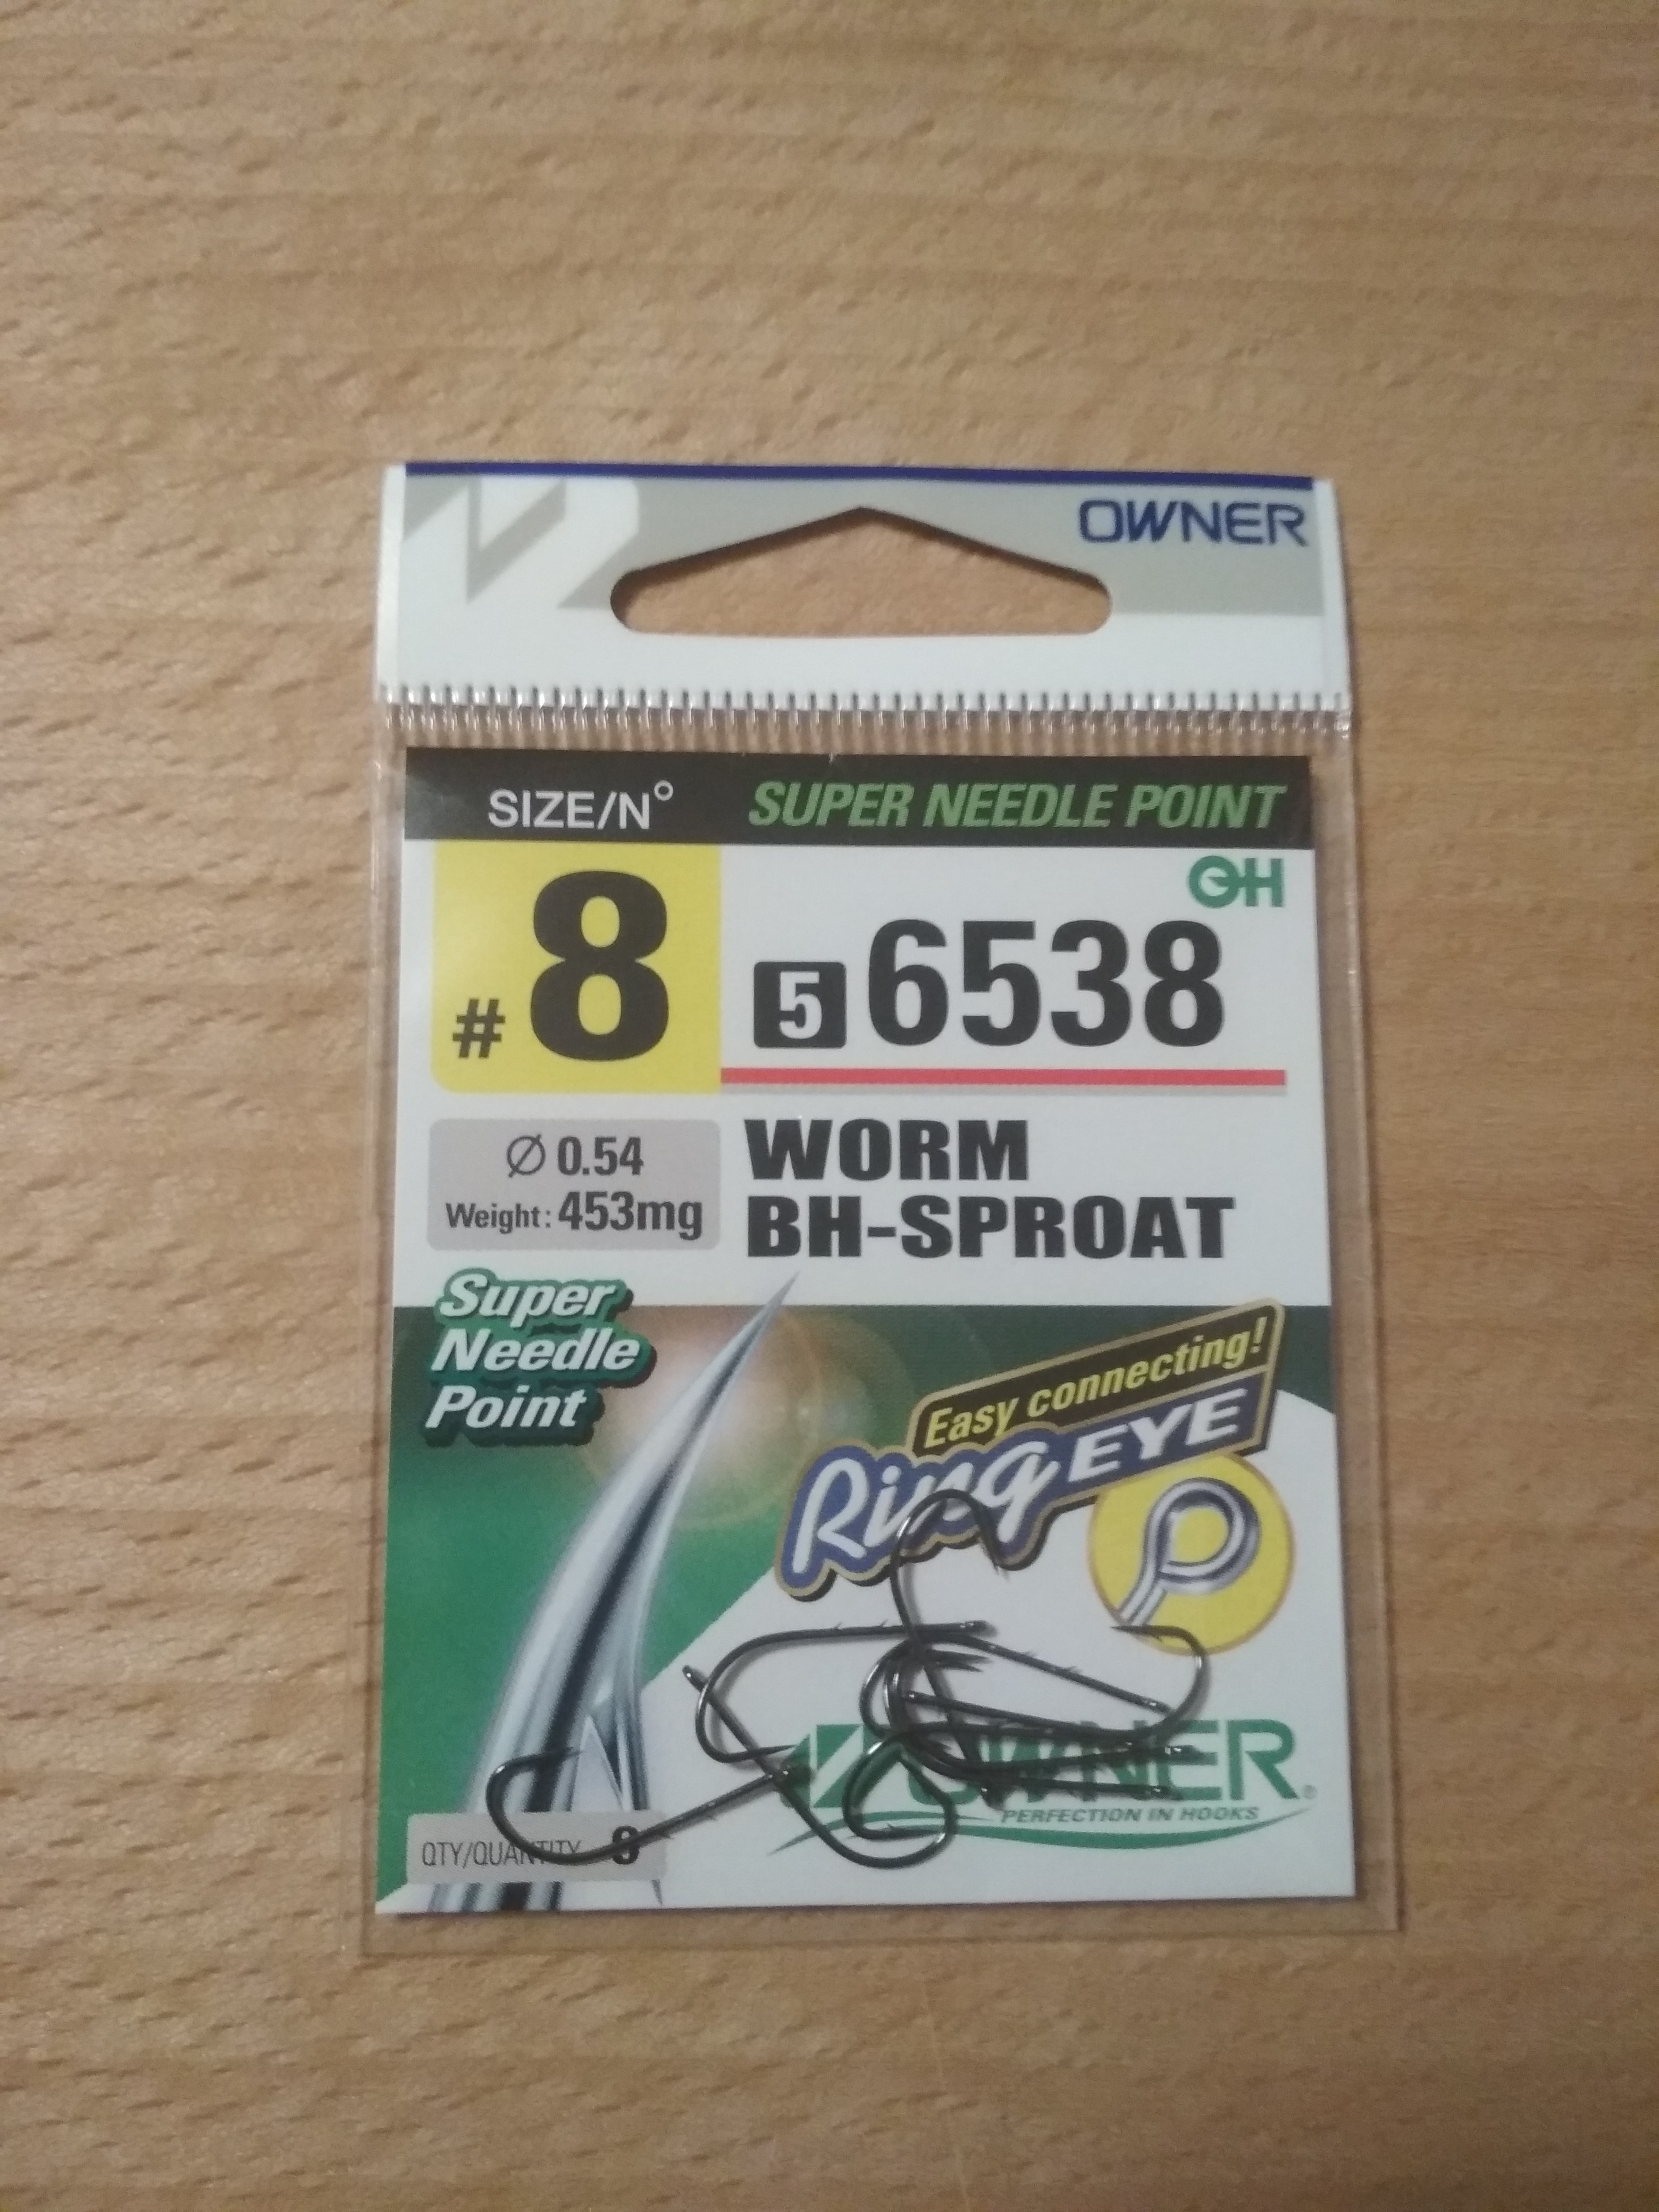 OWNER
SIZE/N° SUPER NEEDLE POINT
OH
#8 5 6538
Ø 0.54
Weight: 453mg
WORM
BH-SPROAT
Super
Needle
Point
Easy connecting!
Ring EYE
OWNER®
PERFECTION IN HOOKS
QTY/QUANTITY 9